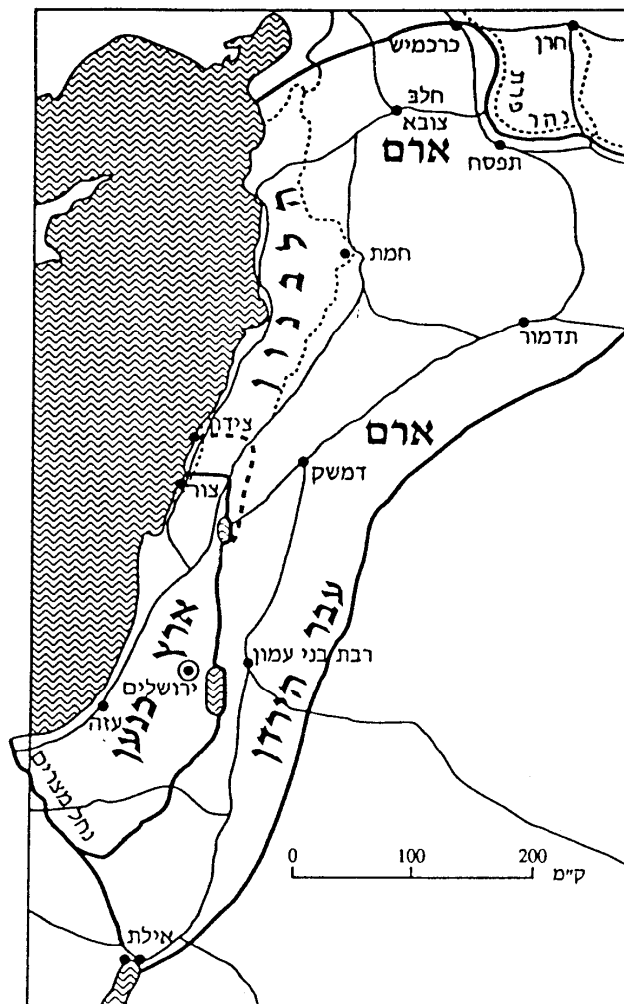 כרכמיש
חרן
נהר
פרת
חלב
צובא
ארם
תפסח
הלבנון
חמת
תדמור
צידון
ארם
דמשק
צור
עבר הירדן
ארץ כנען
רבת בני עמון
ירושלים
עזה
נחל מצרים
0 100 200
ק"מ
אילת